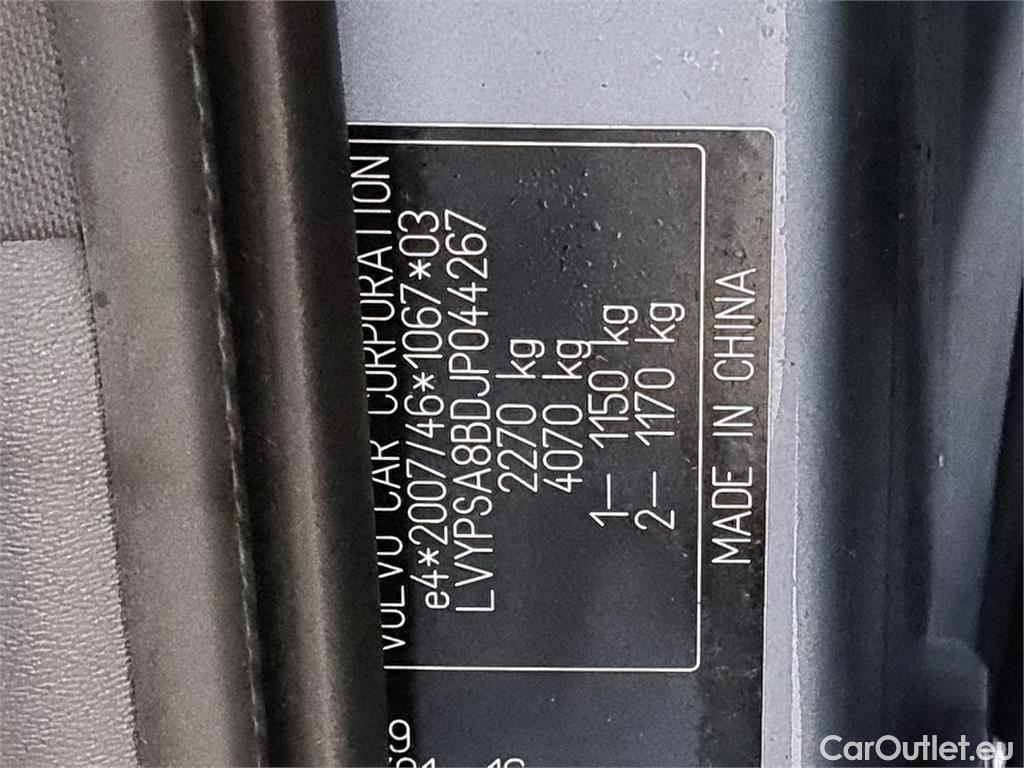 VOLVO CAR CORPORATION
e4*2007/46*1067*03
LVYPSA8BDJP044267
2270 kg
4070 kg
1— 1150 kg
2— 1170 kg
MADE IN CHINA
CarOutlet.eu